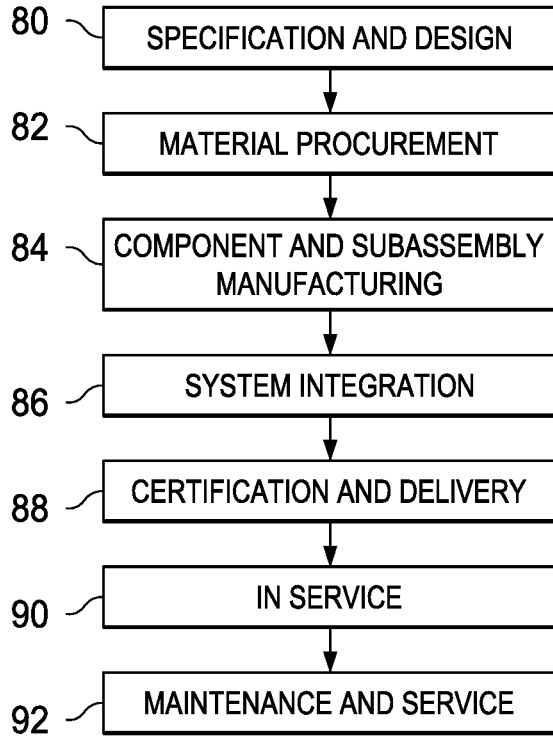 80
SPECIFICATION AND DESIGN
82
MATERIAL PROCUREMENT
84
COMPONENT AND SUBASSEMBLY
MANUFACTURING
86
SYSTEM INTEGRATION
88
CERTIFICATION AND DELIVERY
90
IN SERVICE
92
MAINTENANCE AND SERVICE